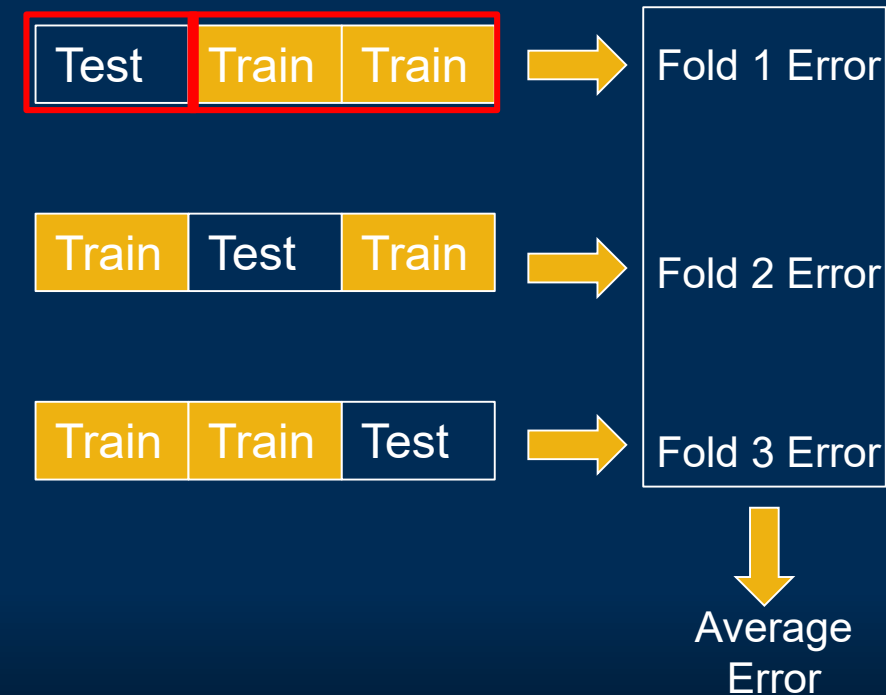 Test Train Train Fold 1 Error
Train Test Train Fold 2 Error
Train Train Test Fold 3 Error
Average
Error